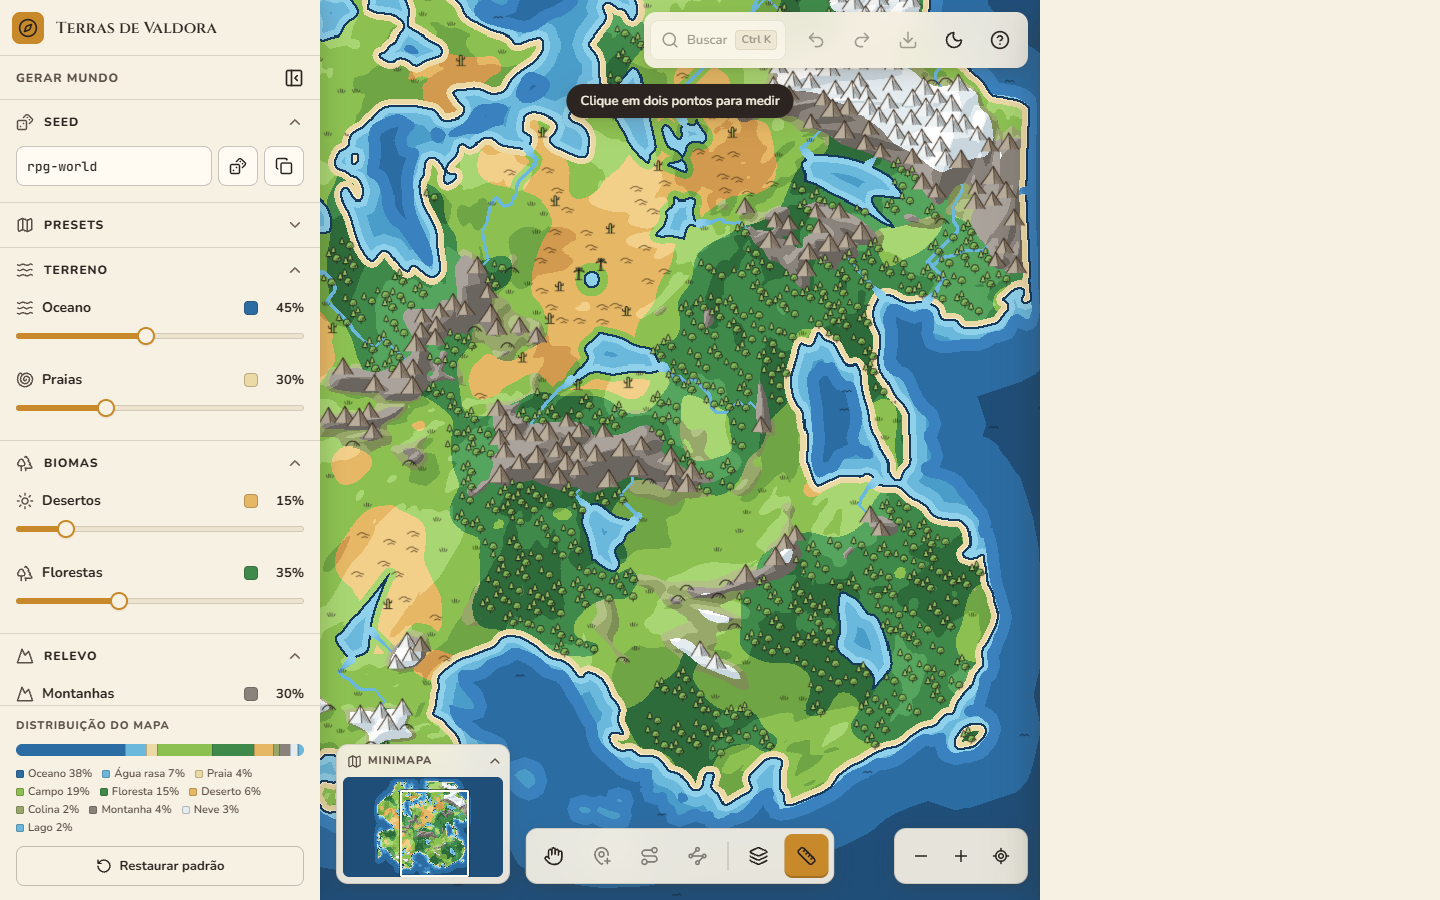 Terras de Valdora
GERAR MUNDO
SEED
rpg-world
PRESETS
TERRENO
Oceano 45%
Praias 30%
BIOMAS
Desertos 15%
Florestas 35%
RELEVO
Montanhas 30%
DISTRIBUIÇÃO DO MAPA
Oceano 38% Água rasa 7% Praia 4%
Campo 19% Floresta 15% Deserto 6%
Colina 2% Montanha 4% Neve 3%
Lago 2%
Restaurar padrão
Buscar Ctrl K
Clique em dois pontos para medir
MINIMAPA